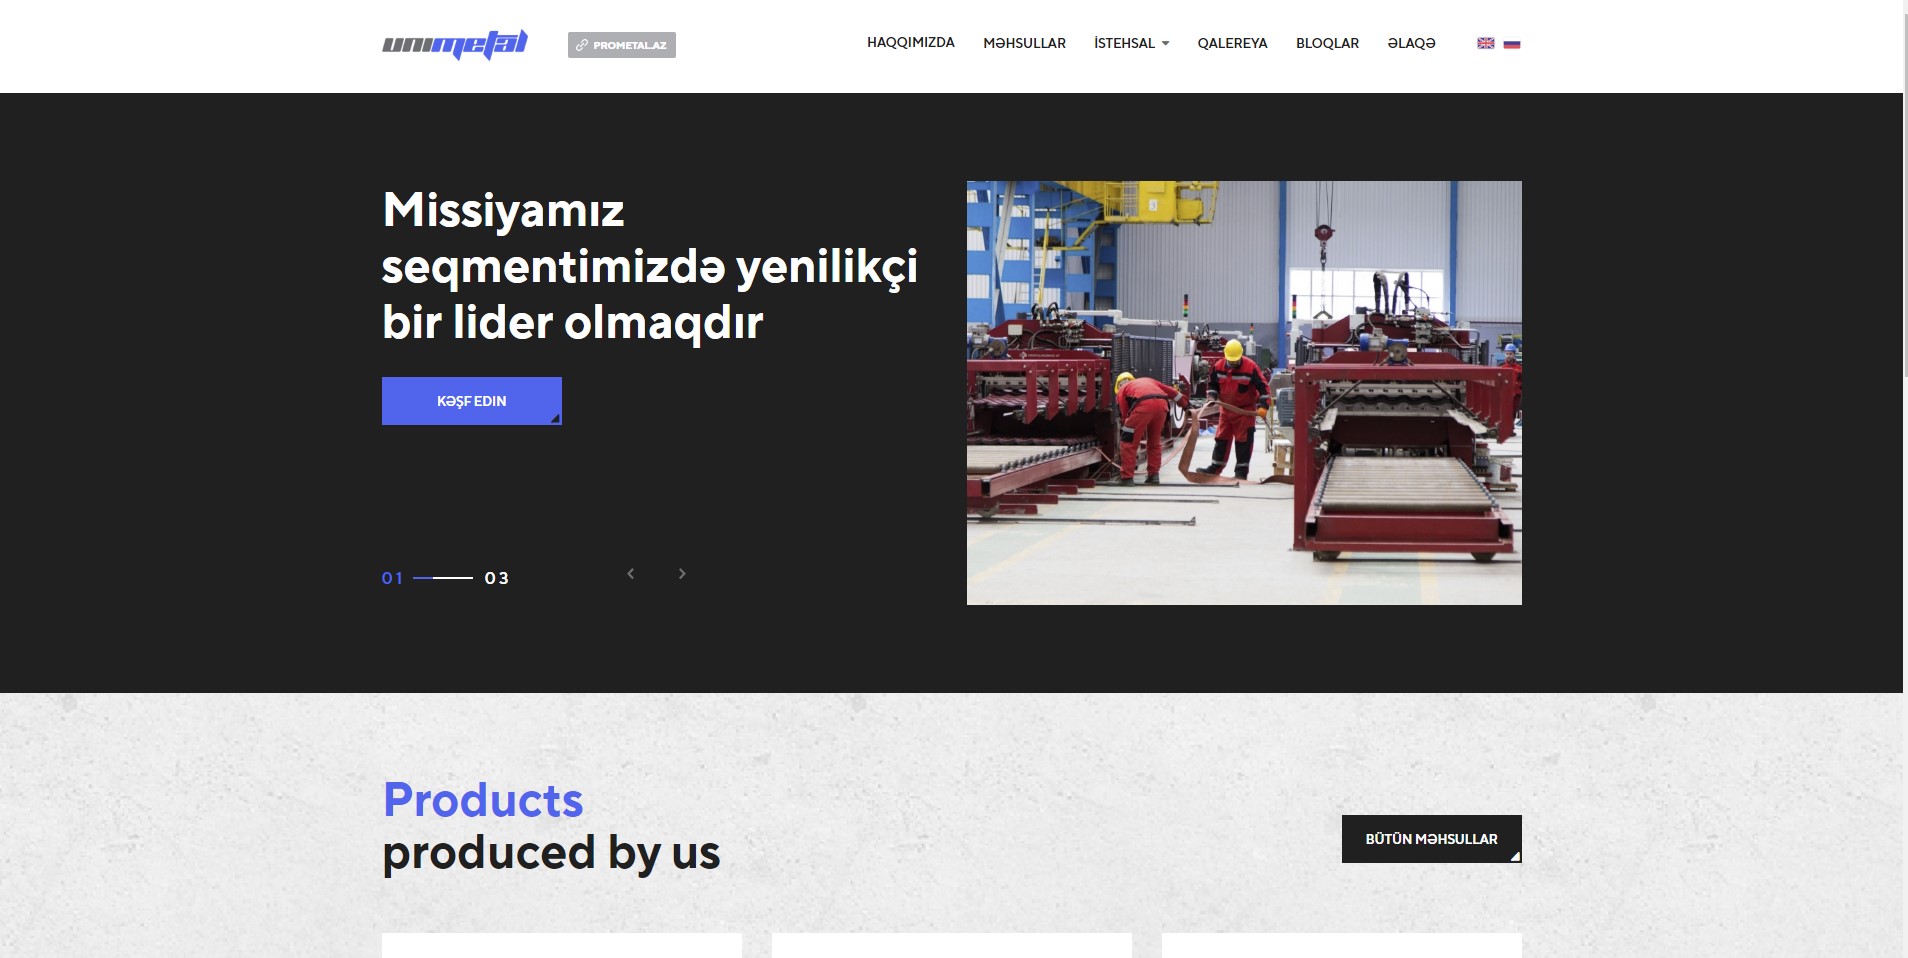 unimetal
PROMETAL.AZ
HAQQIMIZDA
MƏHSULLAR
İSTEHSAL
QALEREYA
BLOQLAR
ƏLAQƏ
Missiyamız
seqmentimizdə yenilikçi
bir lider olmaqdır
KƏŞF EDIN
01
03
Products
produced by us
BÜTÜN MƏHSULLAR